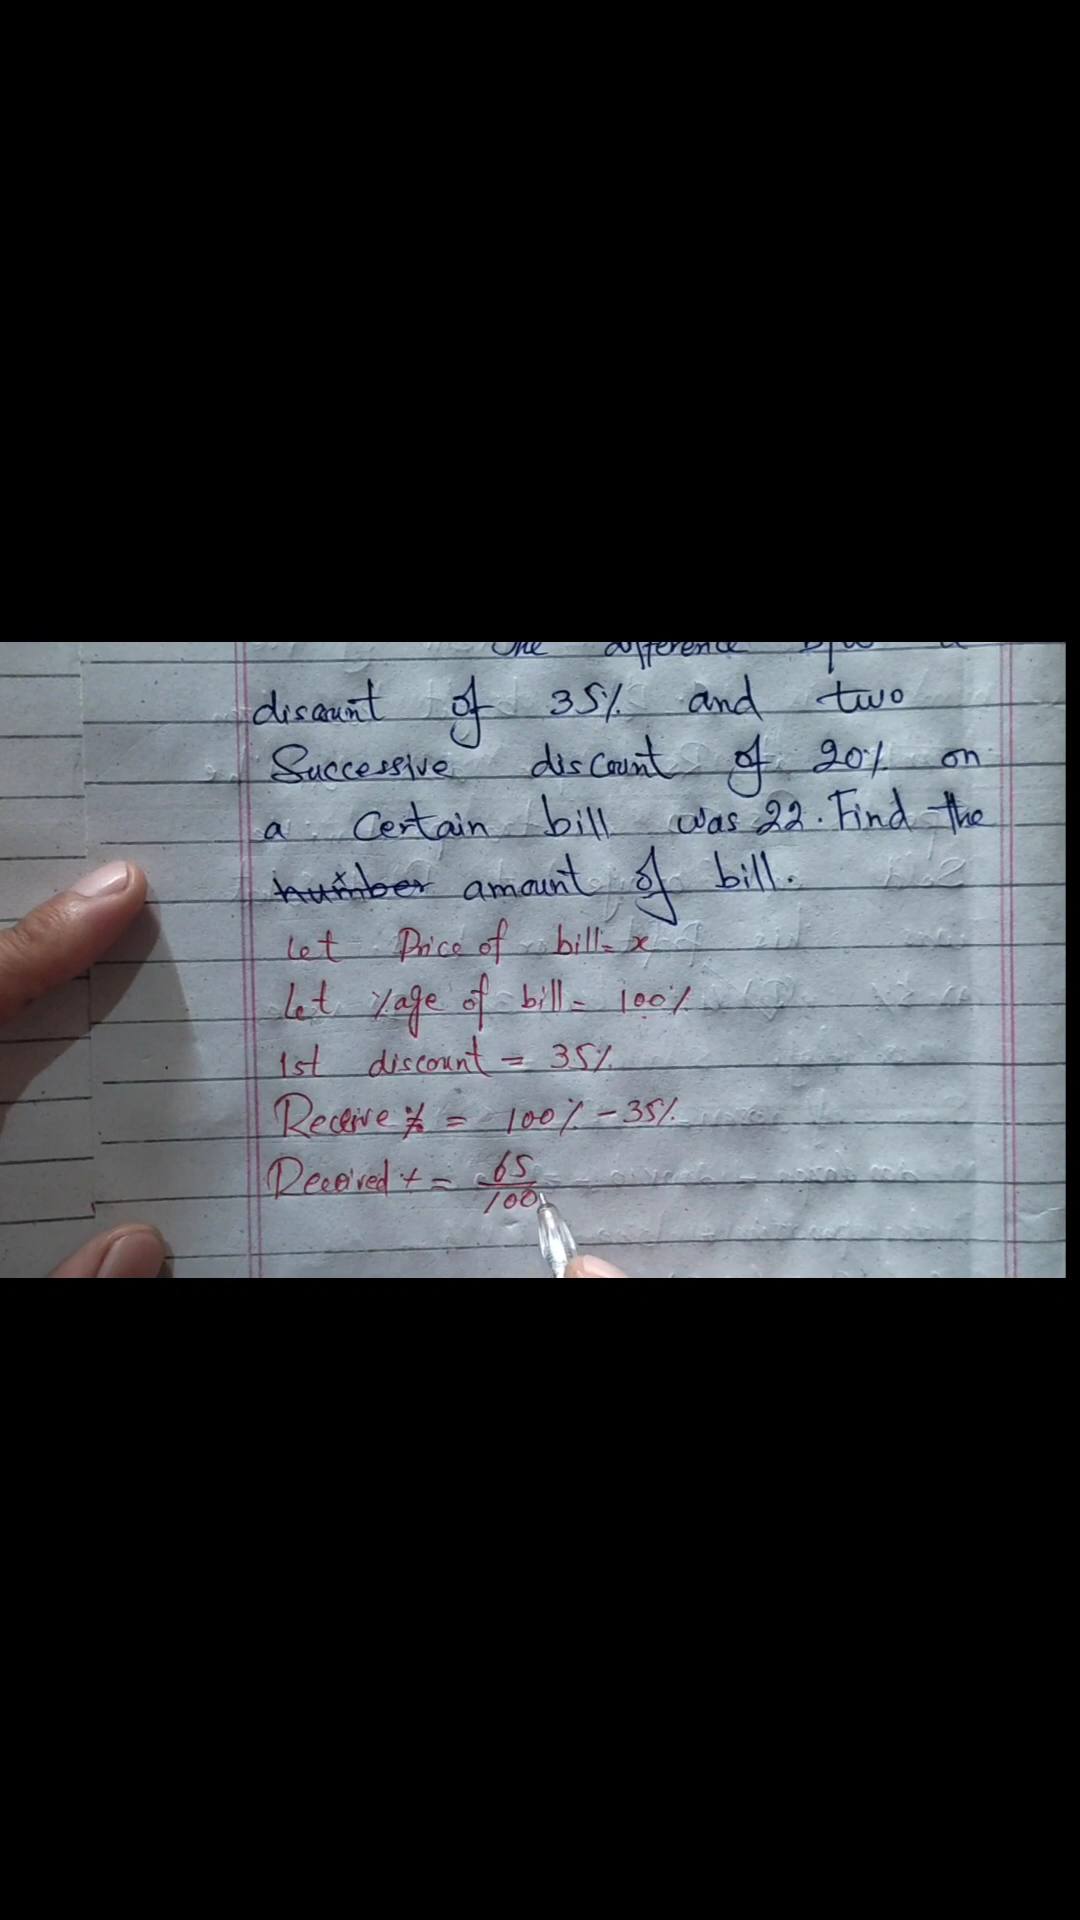 The difference b/w a
discount of 35% and two
Successive discount of 20% on
a certain bill was 22. Find the
number amount of bill.
Let Price of bill = x
Let %age of bill = 100%
1st discount = 35%
Receive % = 100% - 35%
Received % = 65/100